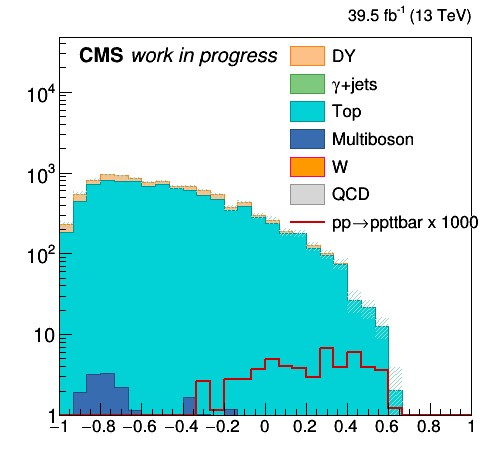 39.5 fb⁻¹ (13 TeV)
CMS work in progress
DY
γ+jets
Top
Multiboson
W
QCD
pp→ppttbar x 1000
10⁴
10³
10²
10
1
−1 −0.8 −0.6 −0.4 −0.2 0 0.2 0.4 0.6 0.8 1